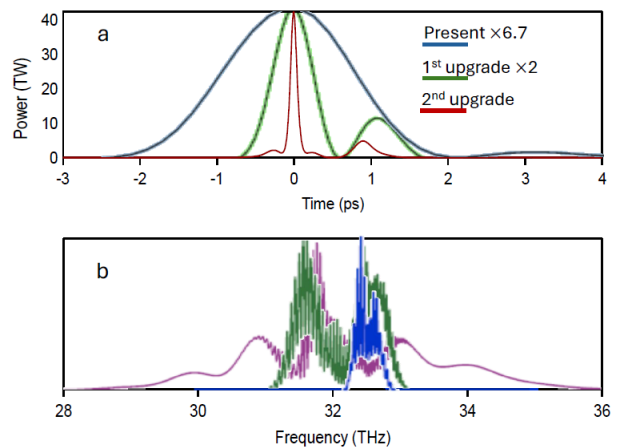 a
Present ×6.7
1st upgrade ×2
2nd upgrade
Power (TW)
40
30
20
10
0
-3 -2 -1 0 1 2 3 4
Time (ps)
b
28 30 32 34 36
Frequency (THz)